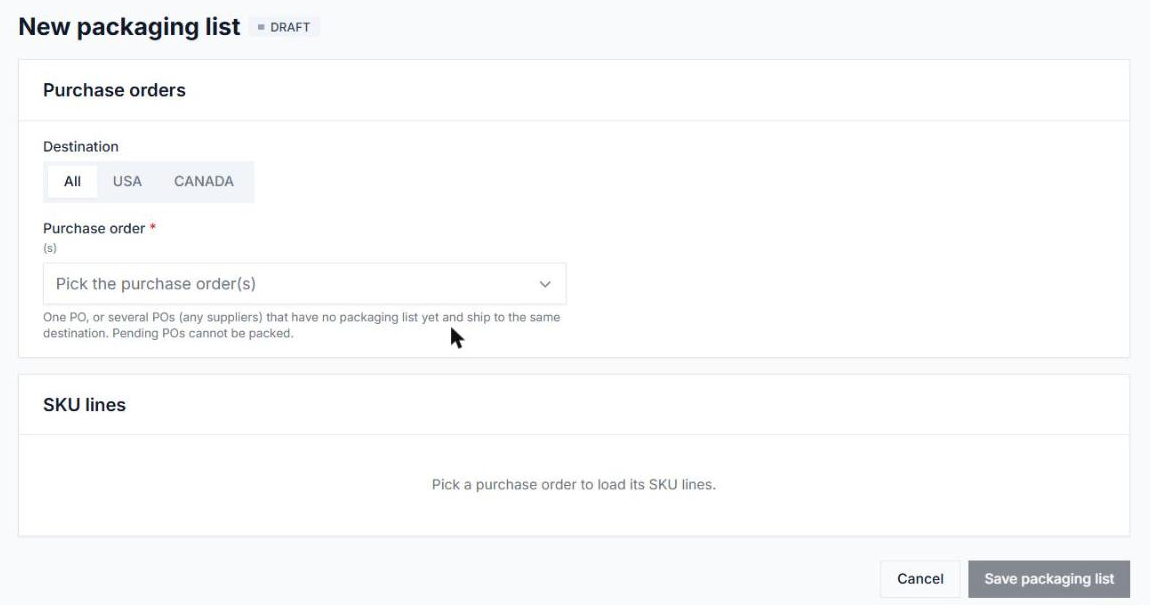 New packaging list
DRAFT
Purchase orders
Destination
All USA CANADA
Purchase order *
(s)
Pick the purchase order(s)
One PO, or several POs (any suppliers) that have no packaging list yet and ship to the same
destination. Pending POs cannot be packed.
SKU lines
Pick a purchase order to load its SKU lines.
Cancel Save packaging list